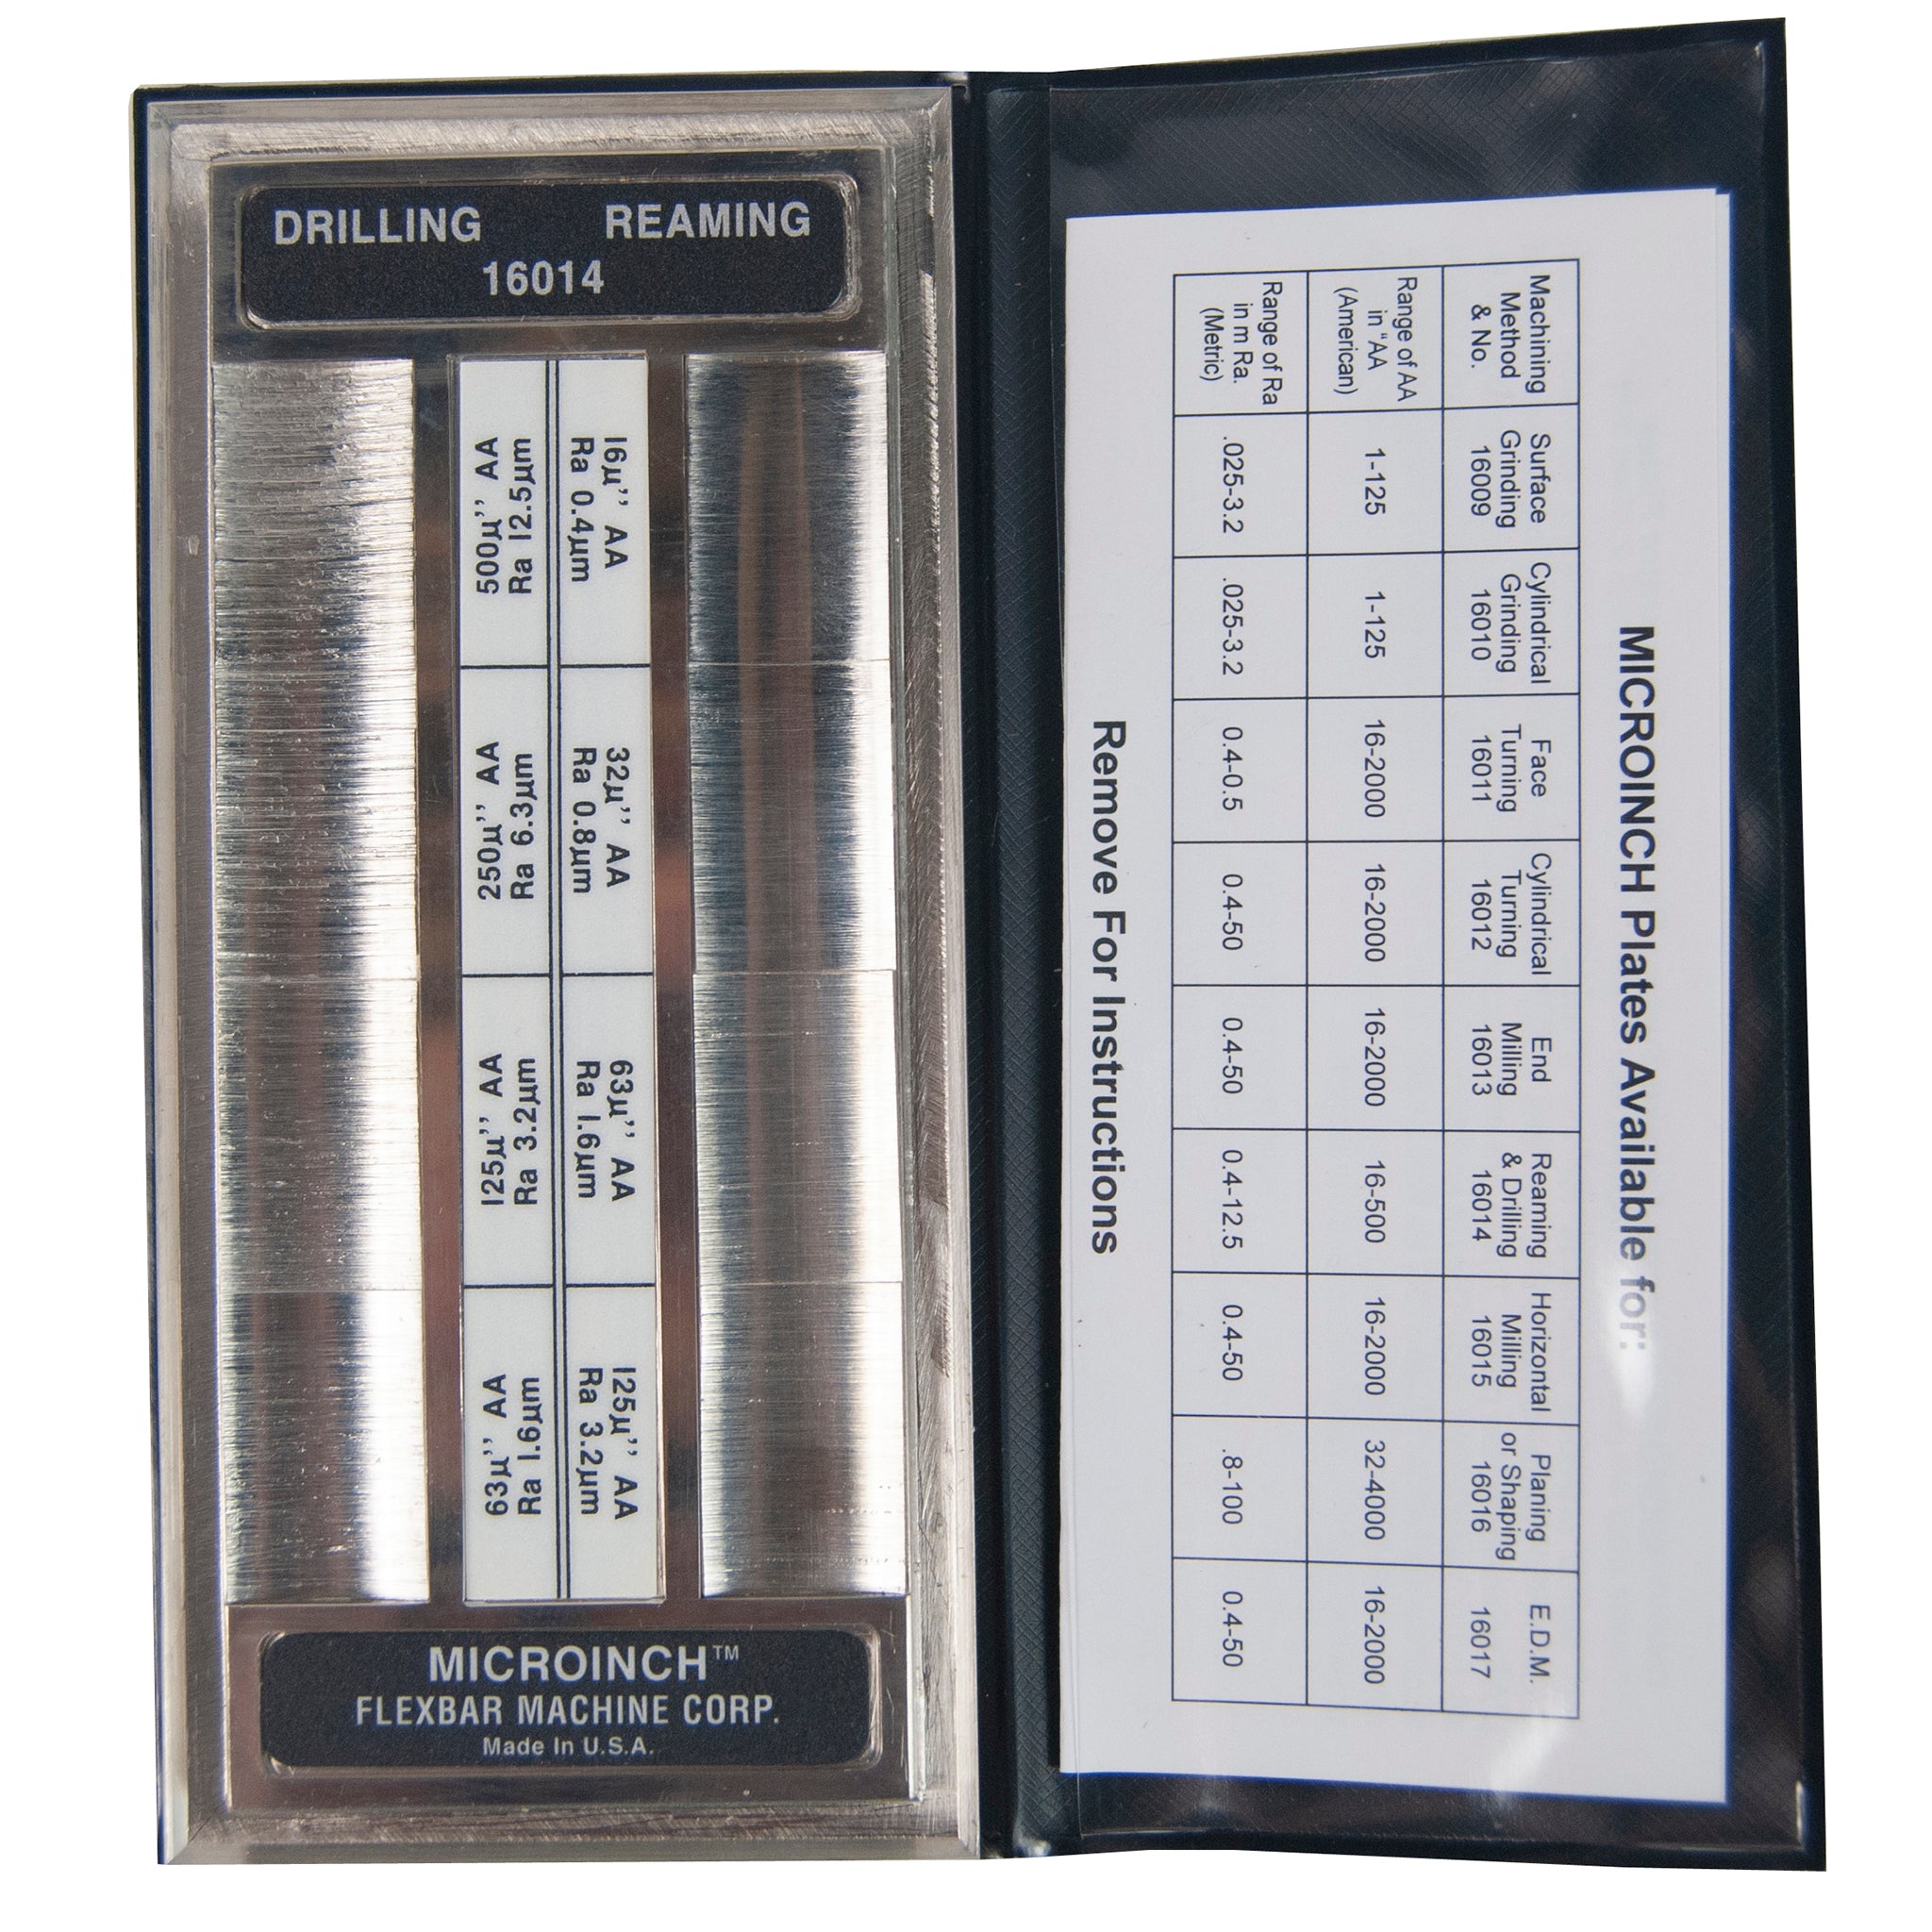 DRILLING REAMING
16014
16µ’’ AA
Ra 0.4µm
32µ’’ AA
Ra 0.8µm
63µ’’ AA
Ra 1.6µm
125µ’’ AA
Ra 3.2µm
Ra 12.5µm
500µ’’ AA
Ra 6.3µm
250µ’’ AA
Ra 3.2µm
125µ’’ AA
Ra 1.6µm
63µ’’ AA
MICROINCH™
FLEXBAR MACHINE CORP.
Made In U.S.A.
MICROINCH Plates Available for:
Machining Method & No. Surface Grinding 16009 Cylindrical Grinding 16010 Face Turning 16011 Cylindrical Turning 16012 End Milling 16013 Reaming & Drilling 16014 Horizontal Milling 16015 Planing or Shaping 16016 E.D.M. 16017
Range of AA in "AA (American) 1-125 1-125 16-2000 16-2000 16-2000 16-500 16-2000 32-4000 16-2000
Range of Ra in m Ra. (Metric) .025-3.2 .025-3.2 0.4-0.5 0.4-50 0.4-50 0.4-12.5 0.4-50 .8-100 0.4-50
Remove For Instructions